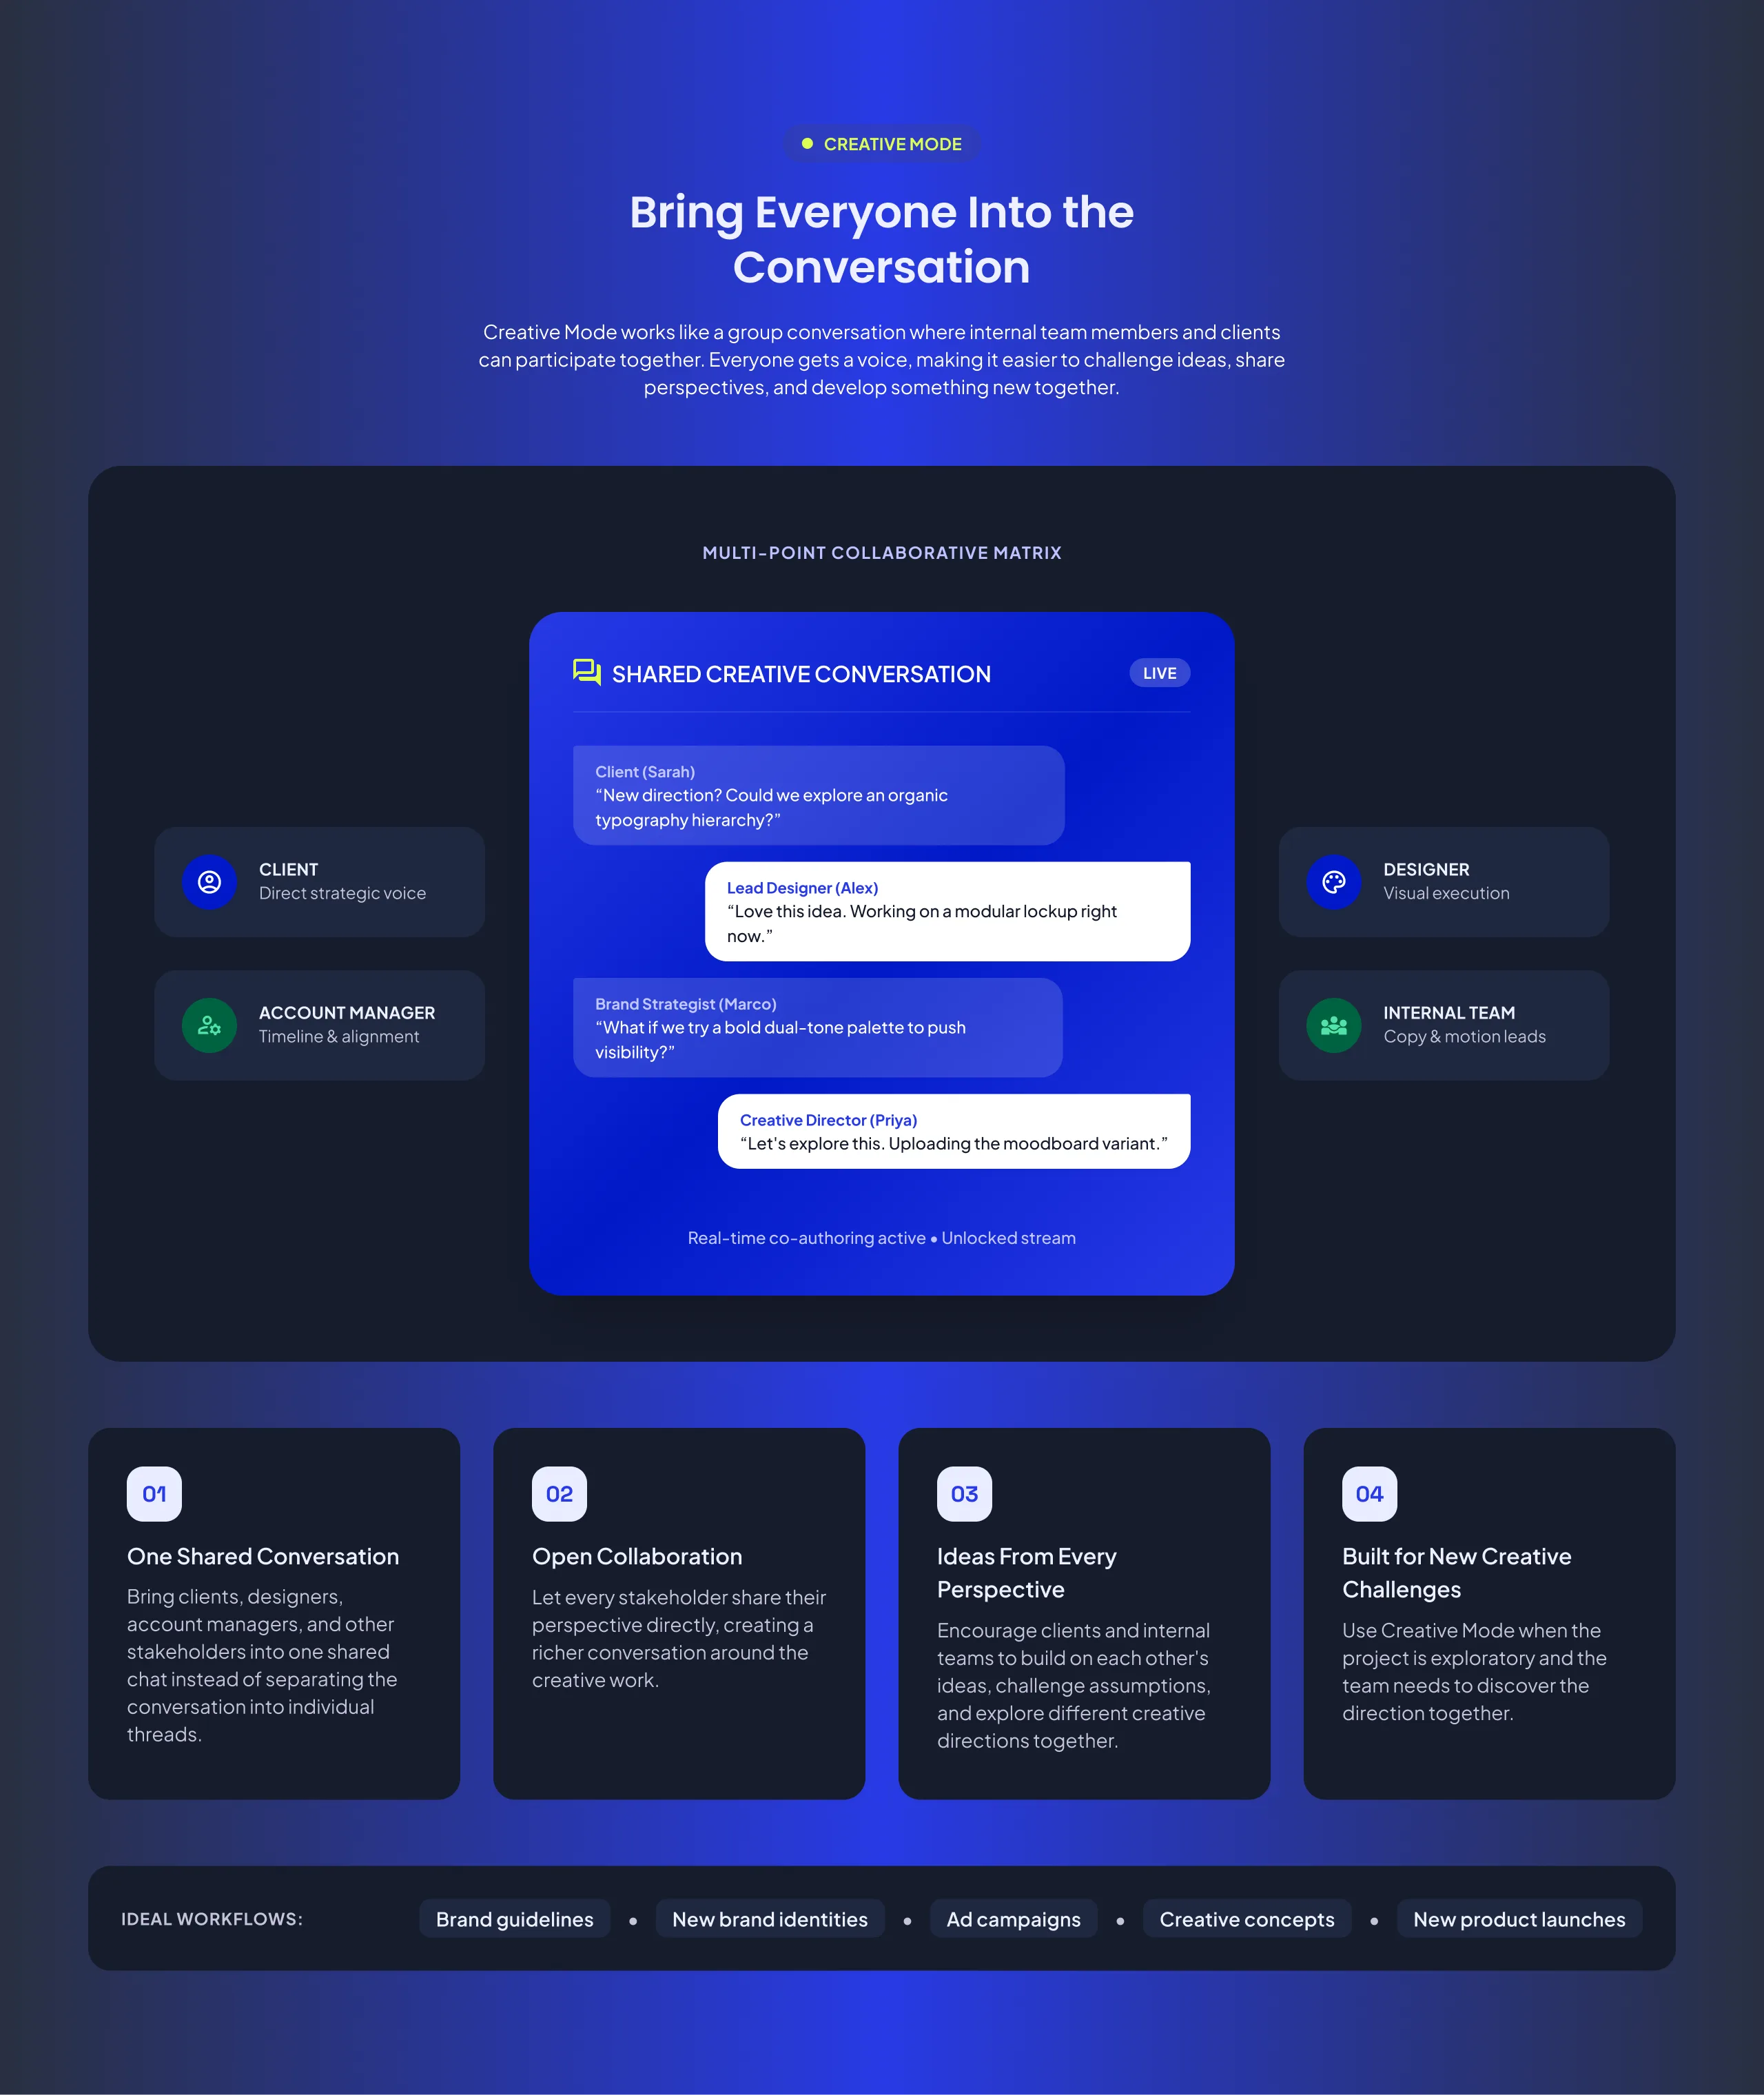 CREATIVE MODE
Bring Everyone Into the
Conversation
Creative Mode works like a group conversation where internal team members and clients
can participate together. Everyone gets a voice, making it easier to challenge ideas, share
perspectives, and develop something new together.
MULTI-POINT COLLABORATIVE MATRIX
CLIENT
Direct strategic voice
ACCOUNT MANAGER
Timeline & alignment
SHARED CREATIVE CONVERSATION
LIVE
Client (Sarah)
“New direction? Could we explore an organic
typography hierarchy?”
Lead Designer (Alex)
“Love this idea. Working on a modular lockup right
now.”
Brand Strategist (Marco)
“What if we try a bold dual-tone palette to push
visibility?”
Creative Director (Priya)
“Let's explore this. Uploading the moodboard variant.”
Real-time co-authoring active • Unlocked stream
DESIGNER
Visual execution
INTERNAL TEAM
Copy & motion leads
01
One Shared Conversation
Bring clients, designers,
account managers, and other
stakeholders into one shared
chat instead of separating the
conversation into individual
threads.
02
Open Collaboration
Let every stakeholder share their
perspective directly, creating a
richer conversation around the
creative work.
03
Ideas From Every
Perspective
Encourage clients and internal
teams to build on each other's
ideas, challenge assumptions,
and explore different creative
directions together.
04
Built for New Creative
Challenges
Use Creative Mode when the
project is exploratory and the
team needs to discover the
direction together.
IDEAL WORKFLOWS: Brand guidelines • New brand identities • Ad campaigns • Creative concepts • New product launches